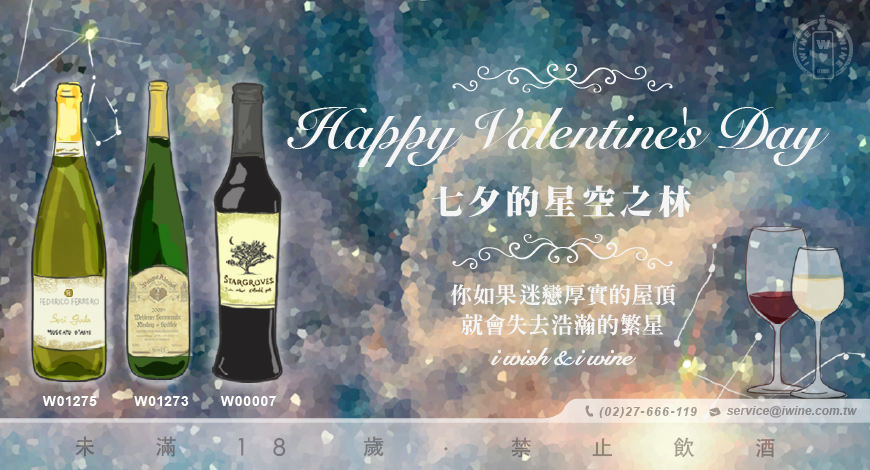 Happy Valentine's Day
七夕的星空之林
你如果迷戀厚實的屋頂
就會失去浩瀚的繁星
i wish & i wine
FEDERICO FERRERO
MOSCATO D'ASTI
STARGROVES
W01275
W01273
W00007
(02)27-666-119
service@iwine.com.tw
未滿18歲·禁止飲酒